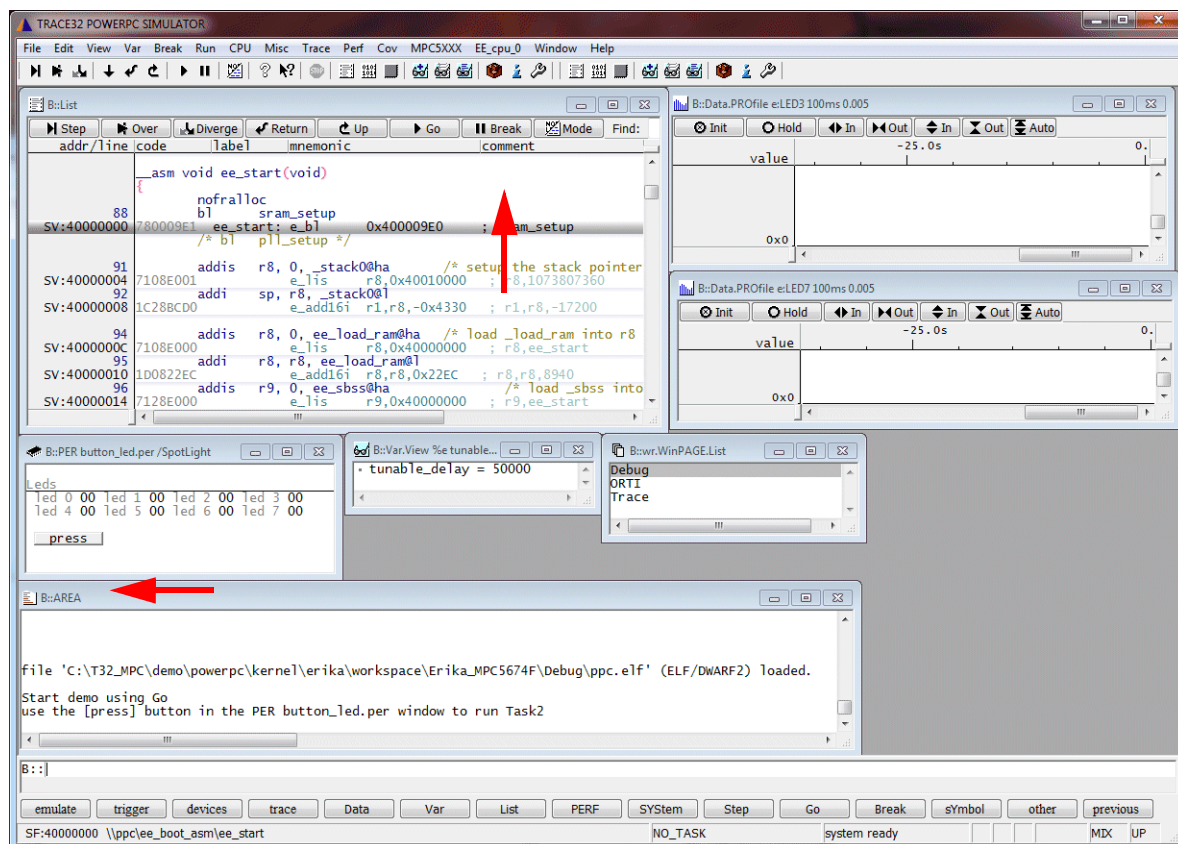 TRACE32 POWERPC SIMULATOR
File Edit View Var Break Run CPU Misc Trace Perf Cov MPC5XXX EE_cpu_0 Window Help
B::List
Step Over Diverge Return Up Go Break Mode Find:
addr/line code label mnemonic comment
__asm void ee_start(void)
{
nofralloc
88 bl sram_setup
SV:40000000 780009E1 ee_start: e_bl 0x400009E0 ;
/* bl pll_setup */
91 addis r8, 0, _stack0@ha /* setup the stack pointer
SV:40000004 7108E001 e_lis r8,0x40010000 ; r8,1073807360
92 addi sp, r8, _stack0@l
SV:40000008 1C28BCD0 e_add16i r1,r8,-0x4330 ; r1,r8,-17200
94 addis r8, 0, ee_load_ram@ha /* load _load_ram into r8
SV:4000000C 7108E000 e_lis r8,0x40000000 ; r8,ee_start
95 addi r8, r8, ee_load_ram@l
SV:40000010 1D0822EC e_add16i r8,r8,0x22EC ; r8,r8,8940
96 addis r9, 0, ee_sbss@ha /* load _sbss into
SV:40000014 7128E000 e_lis r9,0x40000000 ; r9,ee_start
B::Data.PROfile e:LED3 100ms 0.005
Init Hold In Out In Out Auto
-25.0s 0.
value
0x0
B::Data.PROfile e:LED7 100ms 0.005
Init Hold In Out In Out Auto
-25.0s 0.
value
0x0
B::PER button_led.per /SpotLight
Leds
led 0 00 led 1 00 led 2 00 led 3 00
led 4 00 led 5 00 led 6 00 led 7 00
press
B::Var.View %e tunable...
tunable_delay = 50000
B::wr.WinPAGE.List
Debug
ORTI
Trace
B::AREA
file 'C:\T32_MPC\demo\powerpc\kernel\erika\workspace\Erika_MPC5674F\Debug\ppc.elf' (ELF/DWARF2) loaded.
Start demo using Go
use the [press] button in the PER button_led.per window to run Task2
B::
emulate trigger devices trace Data Var List PERF SYStem Step Go Break sYmbol other previous
SF:40000000 \\ppc\ee_boot_asm\ee_start NO_TASK system ready MIX UP